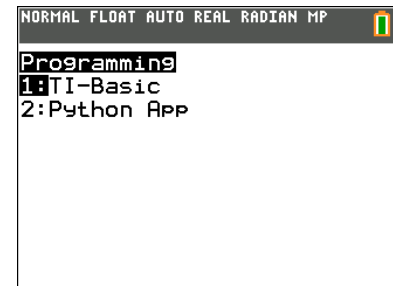 NORMAL FLOAT AUTO REAL RADIAN MP
Programming
1:TI-Basic
2:Python App